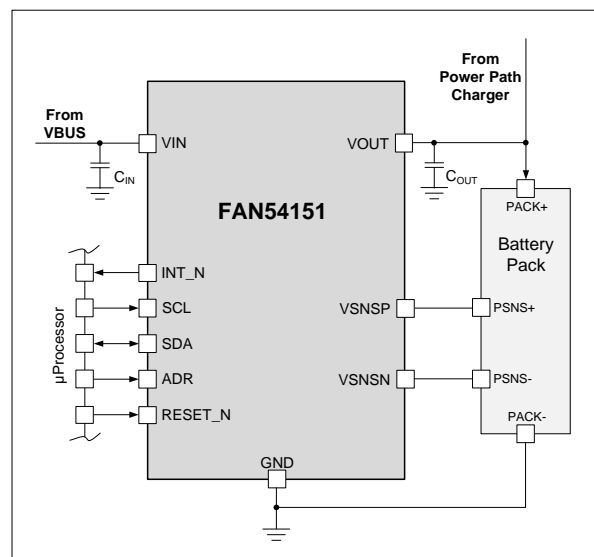 From
Power Path
Charger
From
VBUS
VIN
VOUT
CIN
COUT
PACK+
FAN54151
Battery
Pack
µProcessor
INT_N
SCL
SDA
ADR
RESET_N
VSNSP
PSNS+
VSNSN
PSNS-
PACK-
GND